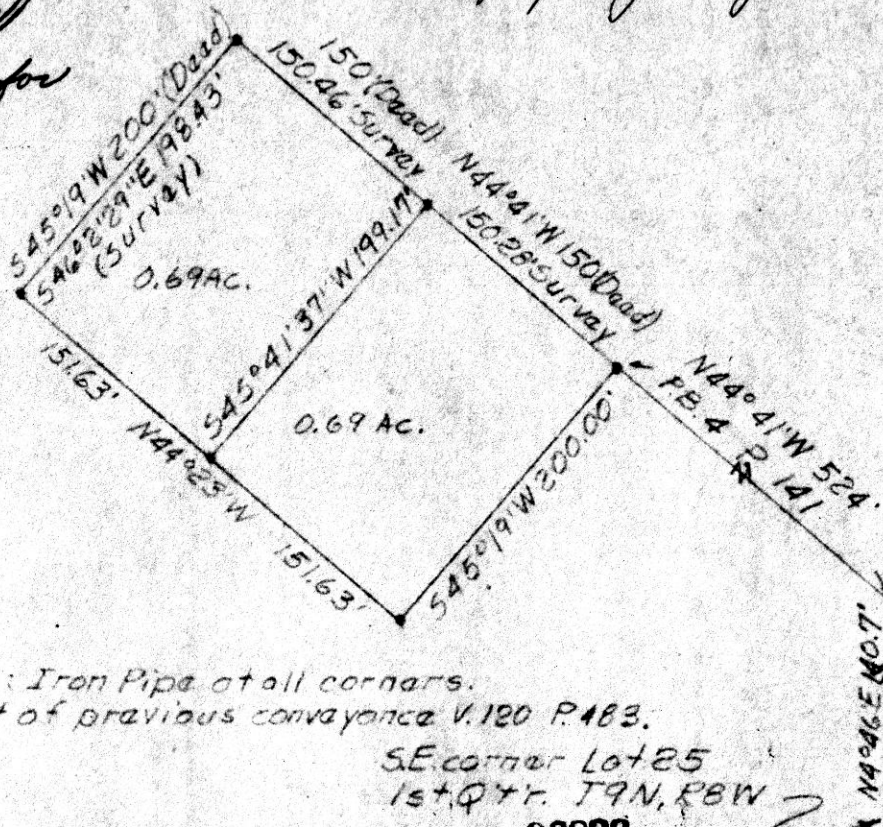 for
S45°19'W 200' (Deed)
S46°2'29"E 198.43'
(Survey)
150' (Deed)
150.46' Survey
N44°41'W 150 (Deed)
150.28' Survey
0.69 AC.
S45°41'37"W 199.17'
151.63'
N44°23'W
151.63'
0.69 AC.
S45°19'W 200.00'
N44°41'W 524.
P.B. 4 P. 141
N4°46'E 140.7'
: Iron Pipe at all corners.
of previous conveyance V. 120 P. 483.
S.E. corner Lot 25
1st Qtr. T9N, R8W